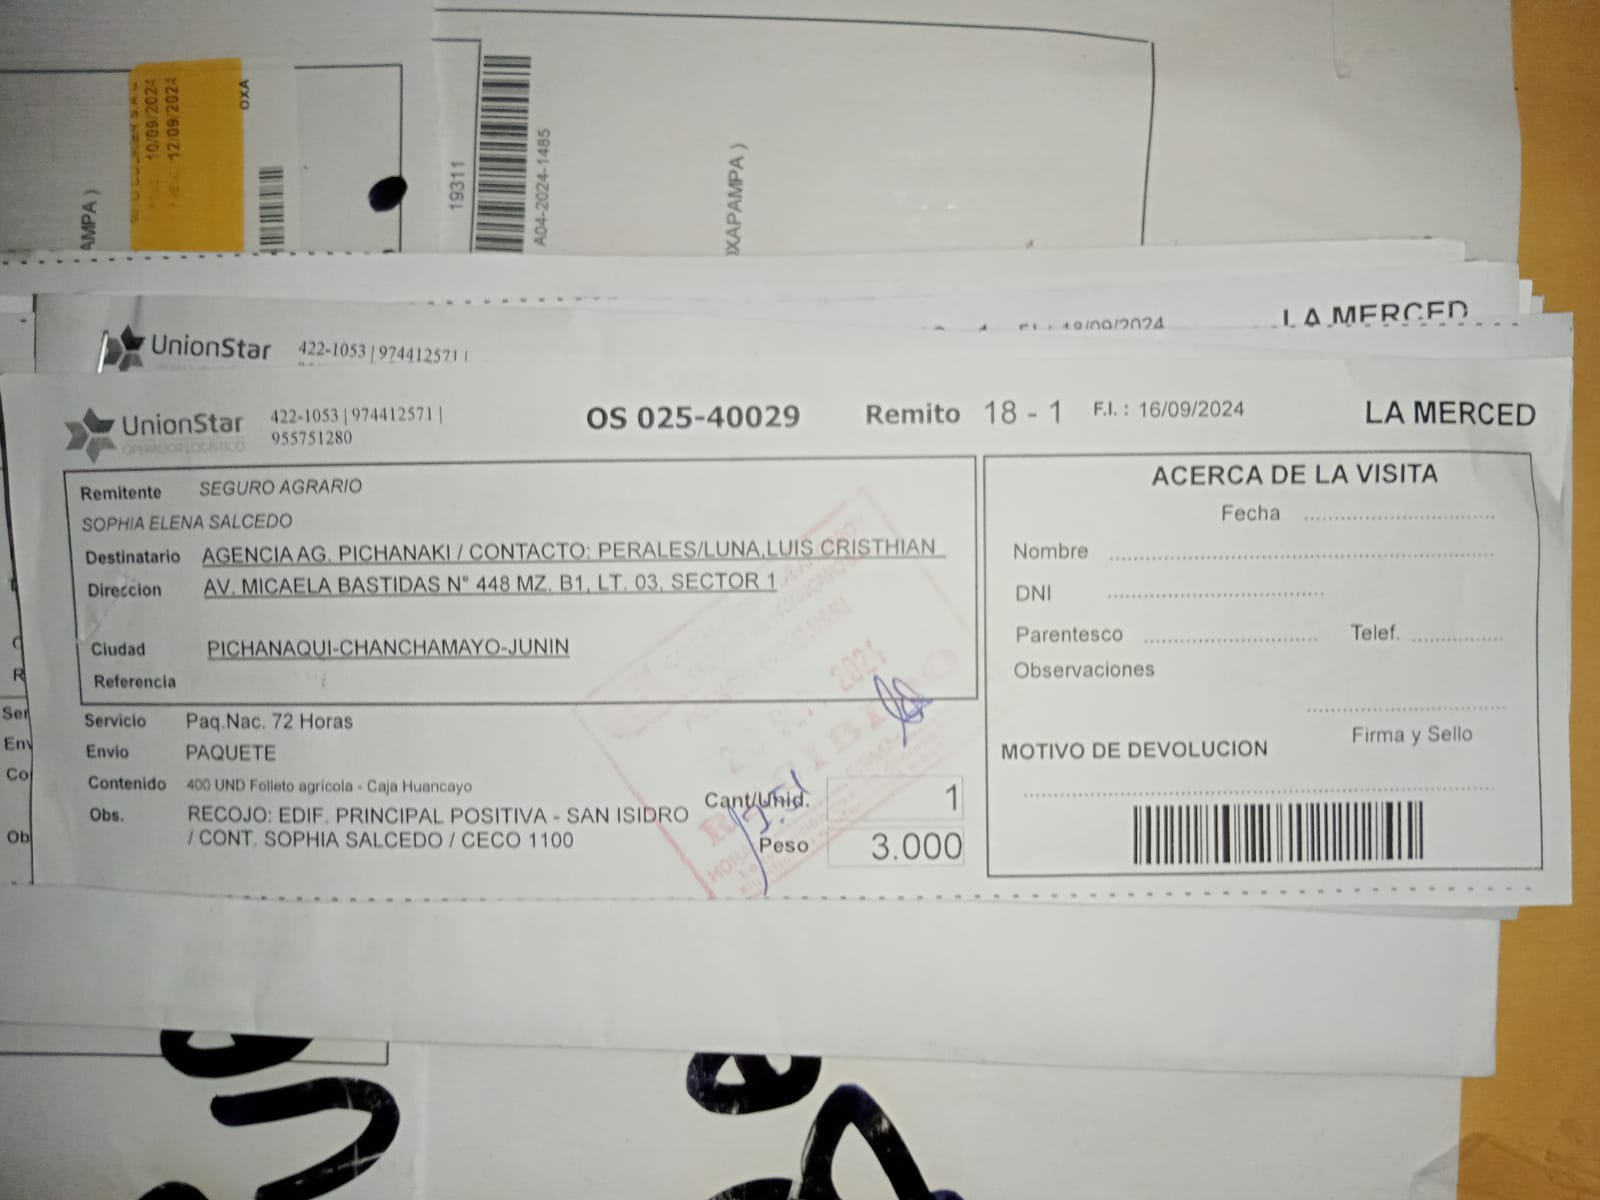 10/09/2024
12/09/2024
OXA
AMPA )
19311
A04-2024-1485
OXAPAMPA )
LA MERCED
UnionStar 422-1053 | 974412571 |
UnionStar 422-1053 | 974412571 |
OPERADOR LOGISTICO 955751280
OS 025-40029 Remito 18 - 1 F.I. : 16/09/2024 LA MERCED
Remitente SEGURO AGRARIO
SOPHIA ELENA SALCEDO
Destinatario AGENCIA AG. PICHANAKI / CONTACTO: PERALES/LUNA,LUIS CRISTHIAN
Direccion AV. MICAELA BASTIDAS N° 448 MZ. B1, LT. 03, SECTOR 1
Ciudad PICHANAQUI-CHANCHAMAYO-JUNIN
Referencia
Servicio Paq.Nac. 72 Horas
Envio PAQUETE
Contenido 400 UND Folleto agricola - Caja Huancayo
Obs. RECOJO: EDIF. PRINCIPAL POSITIVA - SAN ISIDRO
/ CONT. SOPHIA SALCEDO / CECO 1100
Cant/Unid. 1
Peso 3.000
ACERCA DE LA VISITA
Fecha
Nombre
DNI
Parentesco Telef.
Observaciones
Firma y Sello
MOTIVO DE DEVOLUCION
RECIBIDO